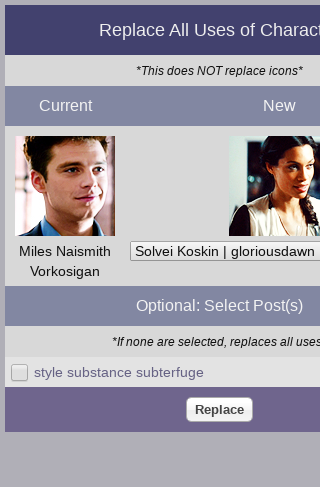 Replace All Uses of Charact
*This does NOT replace icons*
Current New
Miles Naismith
Vorkosigan
Solvei Koskin | gloriousdawn
Optional: Select Post(s)
*If none are selected, replaces all uses
style substance subterfuge
Replace